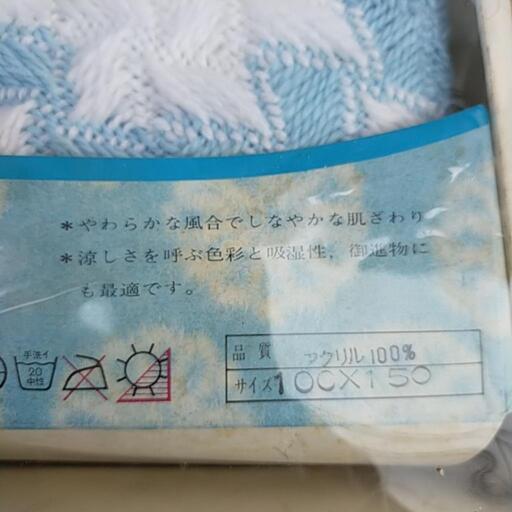 *やわらかな風合でしなやかな肌ざわり
*涼しさを呼ぶ色彩と吸湿性,御進物に
も最適です。
手洗イ
20
中性
品質 アクリル100%
サイズ 100X150